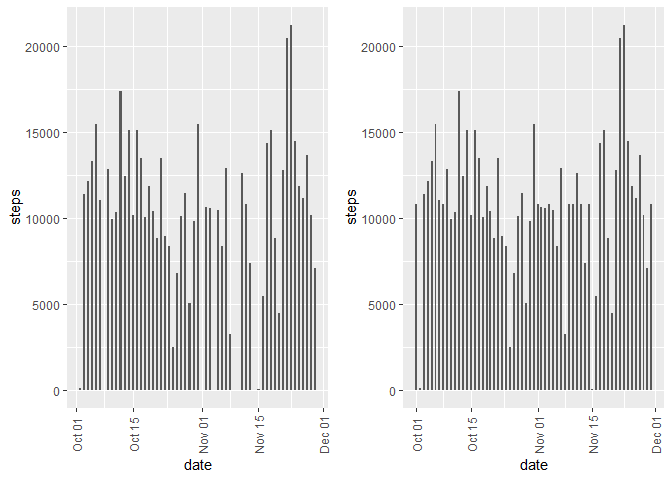 20000
15000
10000
5000
0
steps
Oct 01
Oct 15
Nov 01
Nov 15
Dec 01
date
20000
15000
10000
5000
0
steps
Oct 01
Oct 15
Nov 01
Nov 15
Dec 01
date